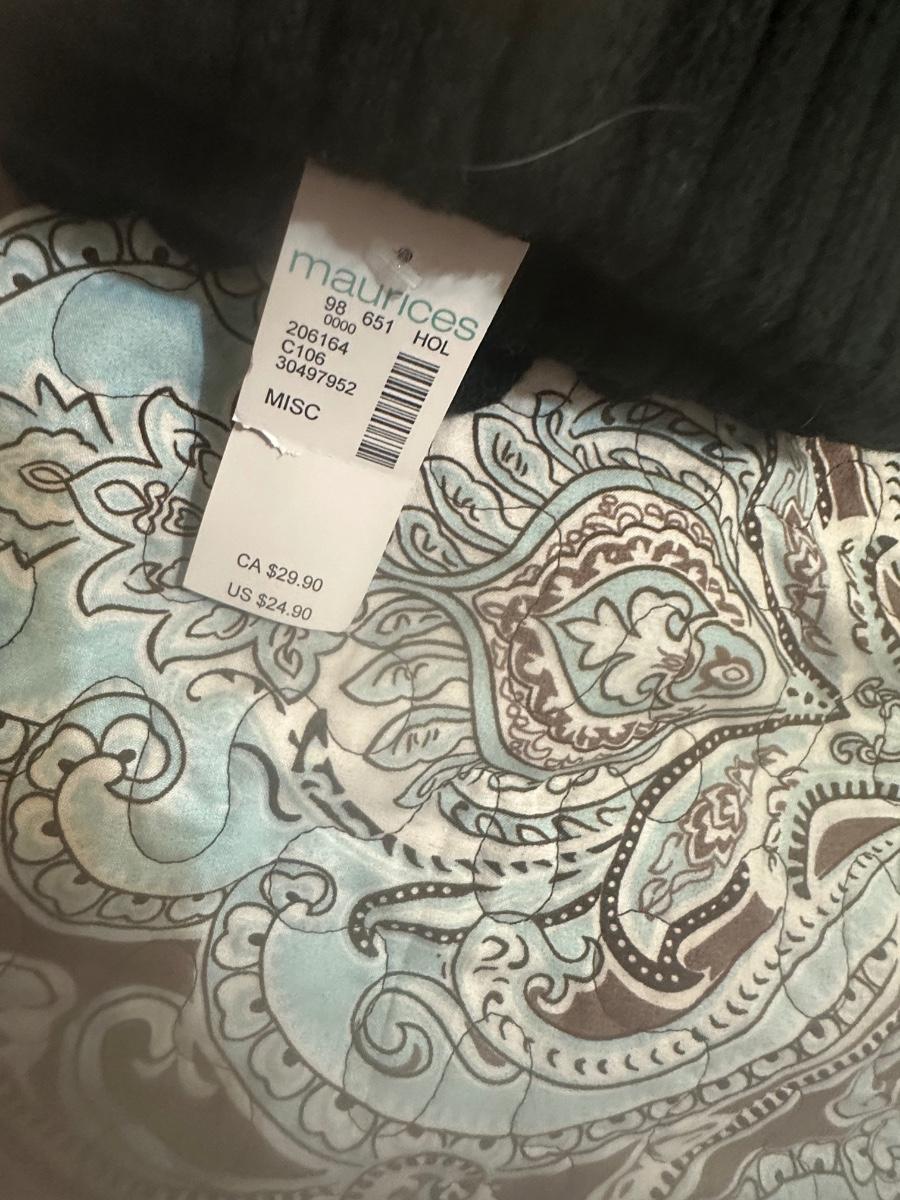 maurices
98 651 HOL
0000
206164
C106
30497952
MISC
CA $29.90
US $24.90